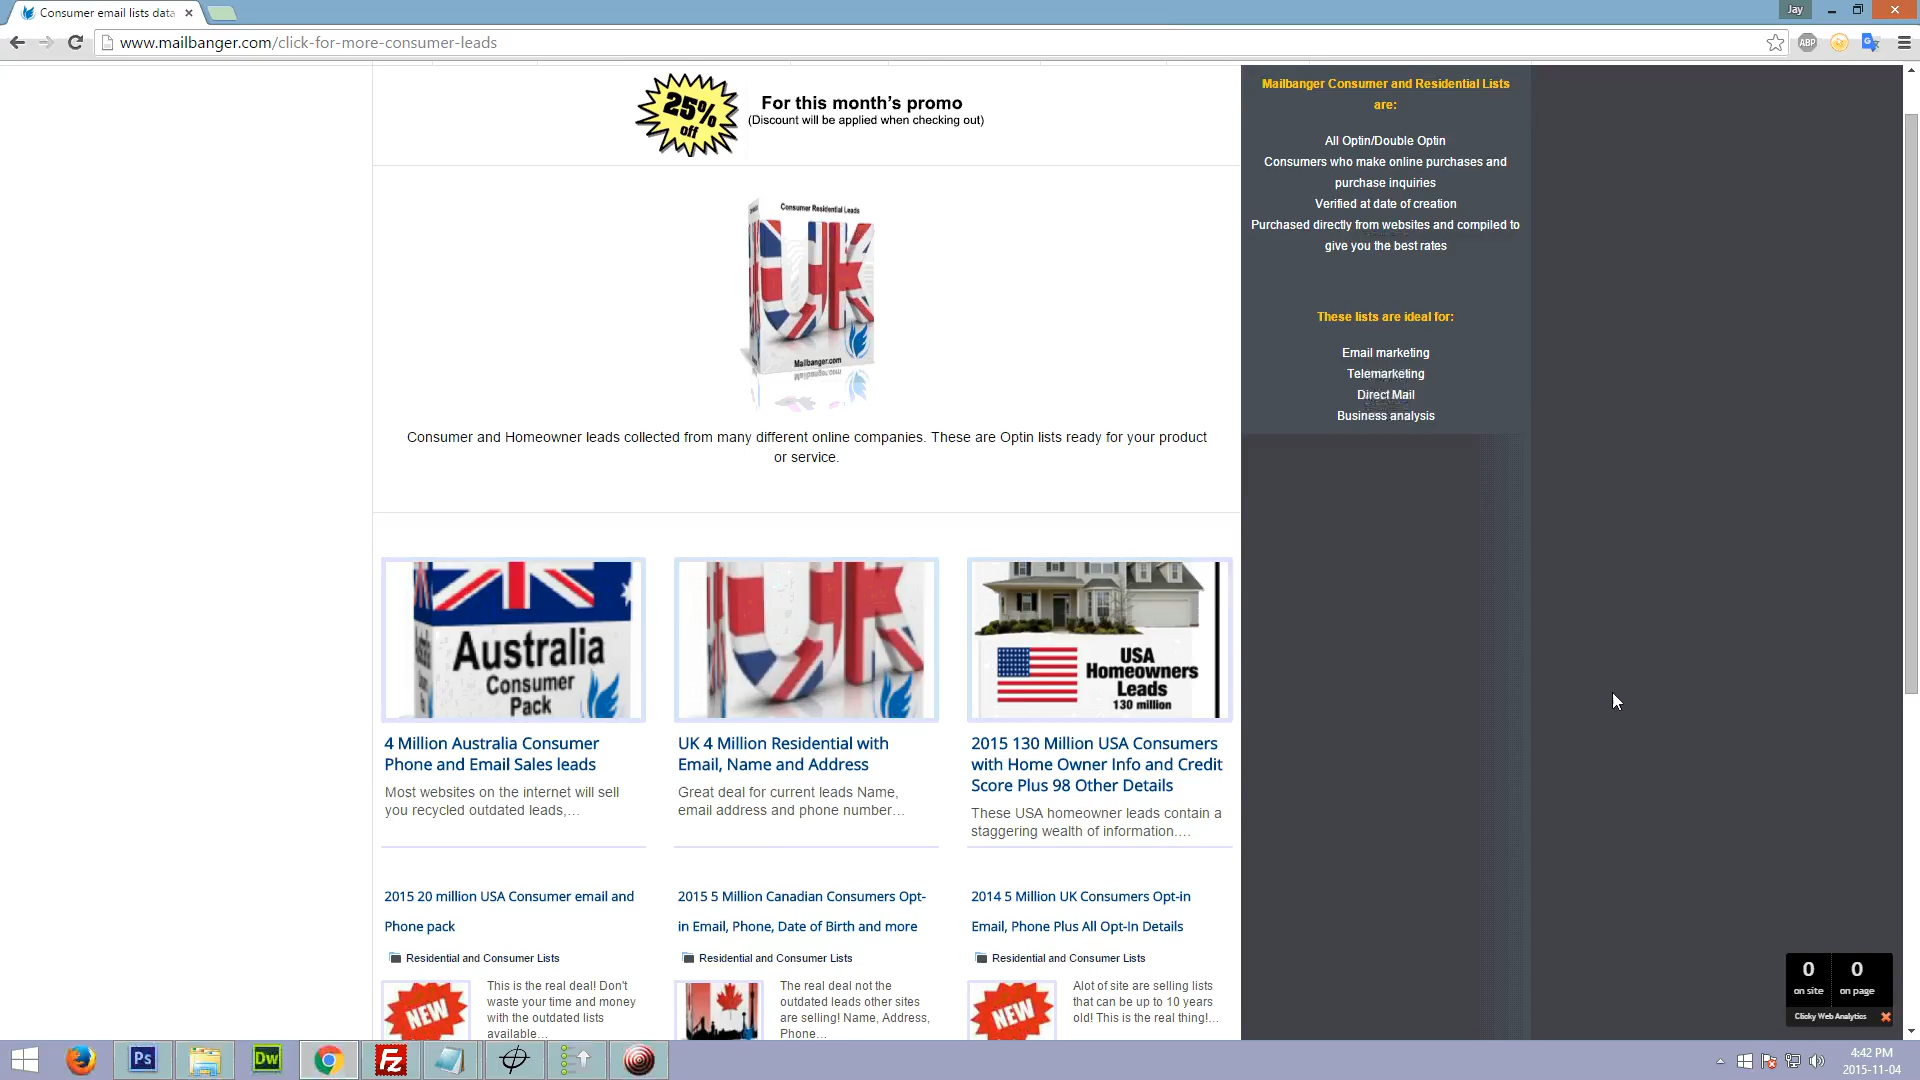 Consumer email lists data
Jay
www.mailbanger.com/click-for-more-consumer-leads
ABP
25%
off
For this month's promo
(Discount will be applied when checking out)
Consumer Residential Leads
UK
Mailbanger.com
Consumer and Homeowner leads collected from many different online companies. These are Optin lists ready for your product
or service.
Mailbanger Consumer and Residential Lists
are:
All Optin/Double Optin
Consumers who make online purchases and
purchase inquiries
Verified at date of creation
Purchased directly from websites and compiled to
give you the best rates
These lists are ideal for:
Email marketing
Telemarketing
Direct Mail
Business analysis
Australia
Consumer
Pack
UK
USA
Homeowners
Leads
130 million
4 Million Australia Consumer
Phone and Email Sales leads
Most websites on the internet will sell
you recycled outdated leads,...
UK 4 Million Residential with
Email, Name and Address
Great deal for current leads Name,
email address and phone number...
2015 130 Million USA Consumers
with Home Owner Info and Credit
Score Plus 98 Other Details
These USA homeowner leads contain a
staggering wealth of information....
2015 20 million USA Consumer email and
Phone pack
Residential and Consumer Lists
NEW
This is the real deal! Don't
waste your time and money
with the outdated lists
available...
2015 5 Million Canadian Consumers Opt-
in Email, Phone, Date of Birth and more
Residential and Consumer Lists
The real deal not the
outdated leads other sites
are selling! Name, Address,
Phone...
2014 5 Million UK Consumers Opt-in
Email, Phone Plus All Opt-In Details
Residential and Consumer Lists
NEW
Alot of site are selling lists
that can be up to 10 years
old! This is the real thing!...
0
on site
0
on page
Clicky Web Analytics
Ps
Dw
FZ
4:42 PM
2015-11-04